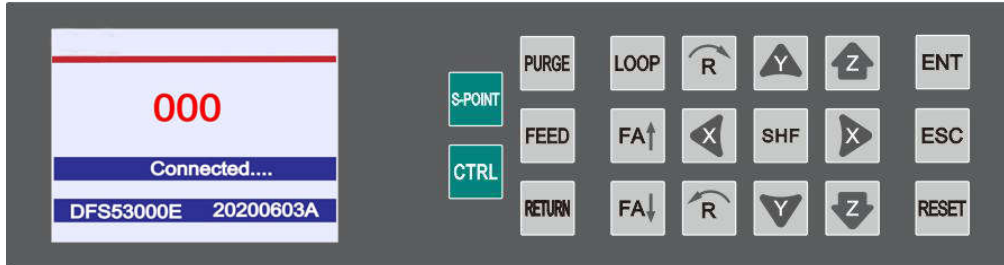 000
Connected....
DFS53000E 20200603A
S-POINT
CTRL
PURGE LOOP R Y Z ENT
FEED FA↑ X SHF X ESC
RETURN FA↓ R Y Z RESET